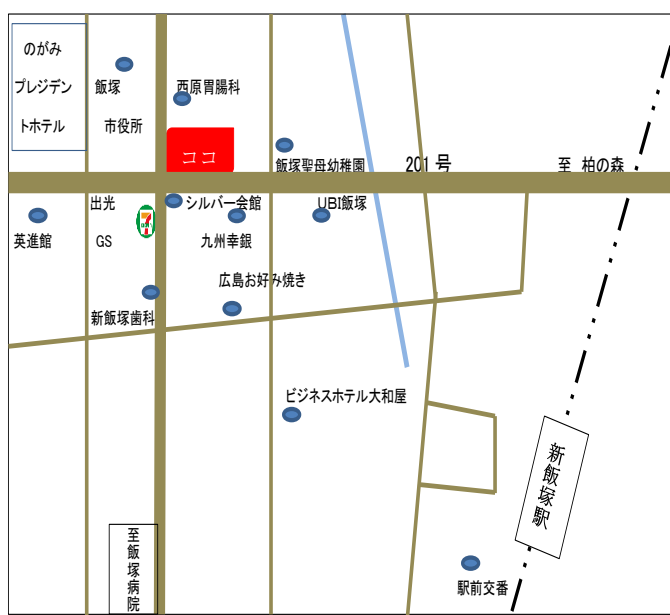 のがみ
プレジデン
トホテル
飯塚
市役所
西原胃腸科
ココ
飯塚聖母幼稚園
201号
至 柏の森
英進館
出光
GS
7
シルバー会館
九州幸銀
UBI飯塚
広島お好み焼き
新飯塚歯科
ビジネスホテル大和屋
新飯塚駅
至飯塚病院
駅前交番